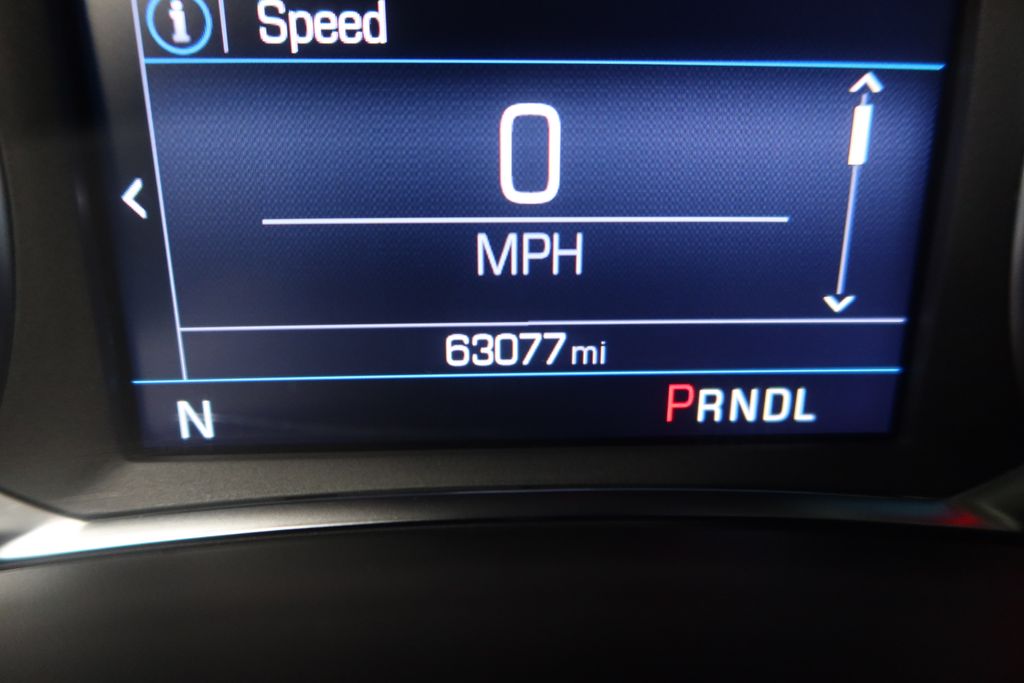 i Speed
0
MPH
63077 mi
N PRNDL